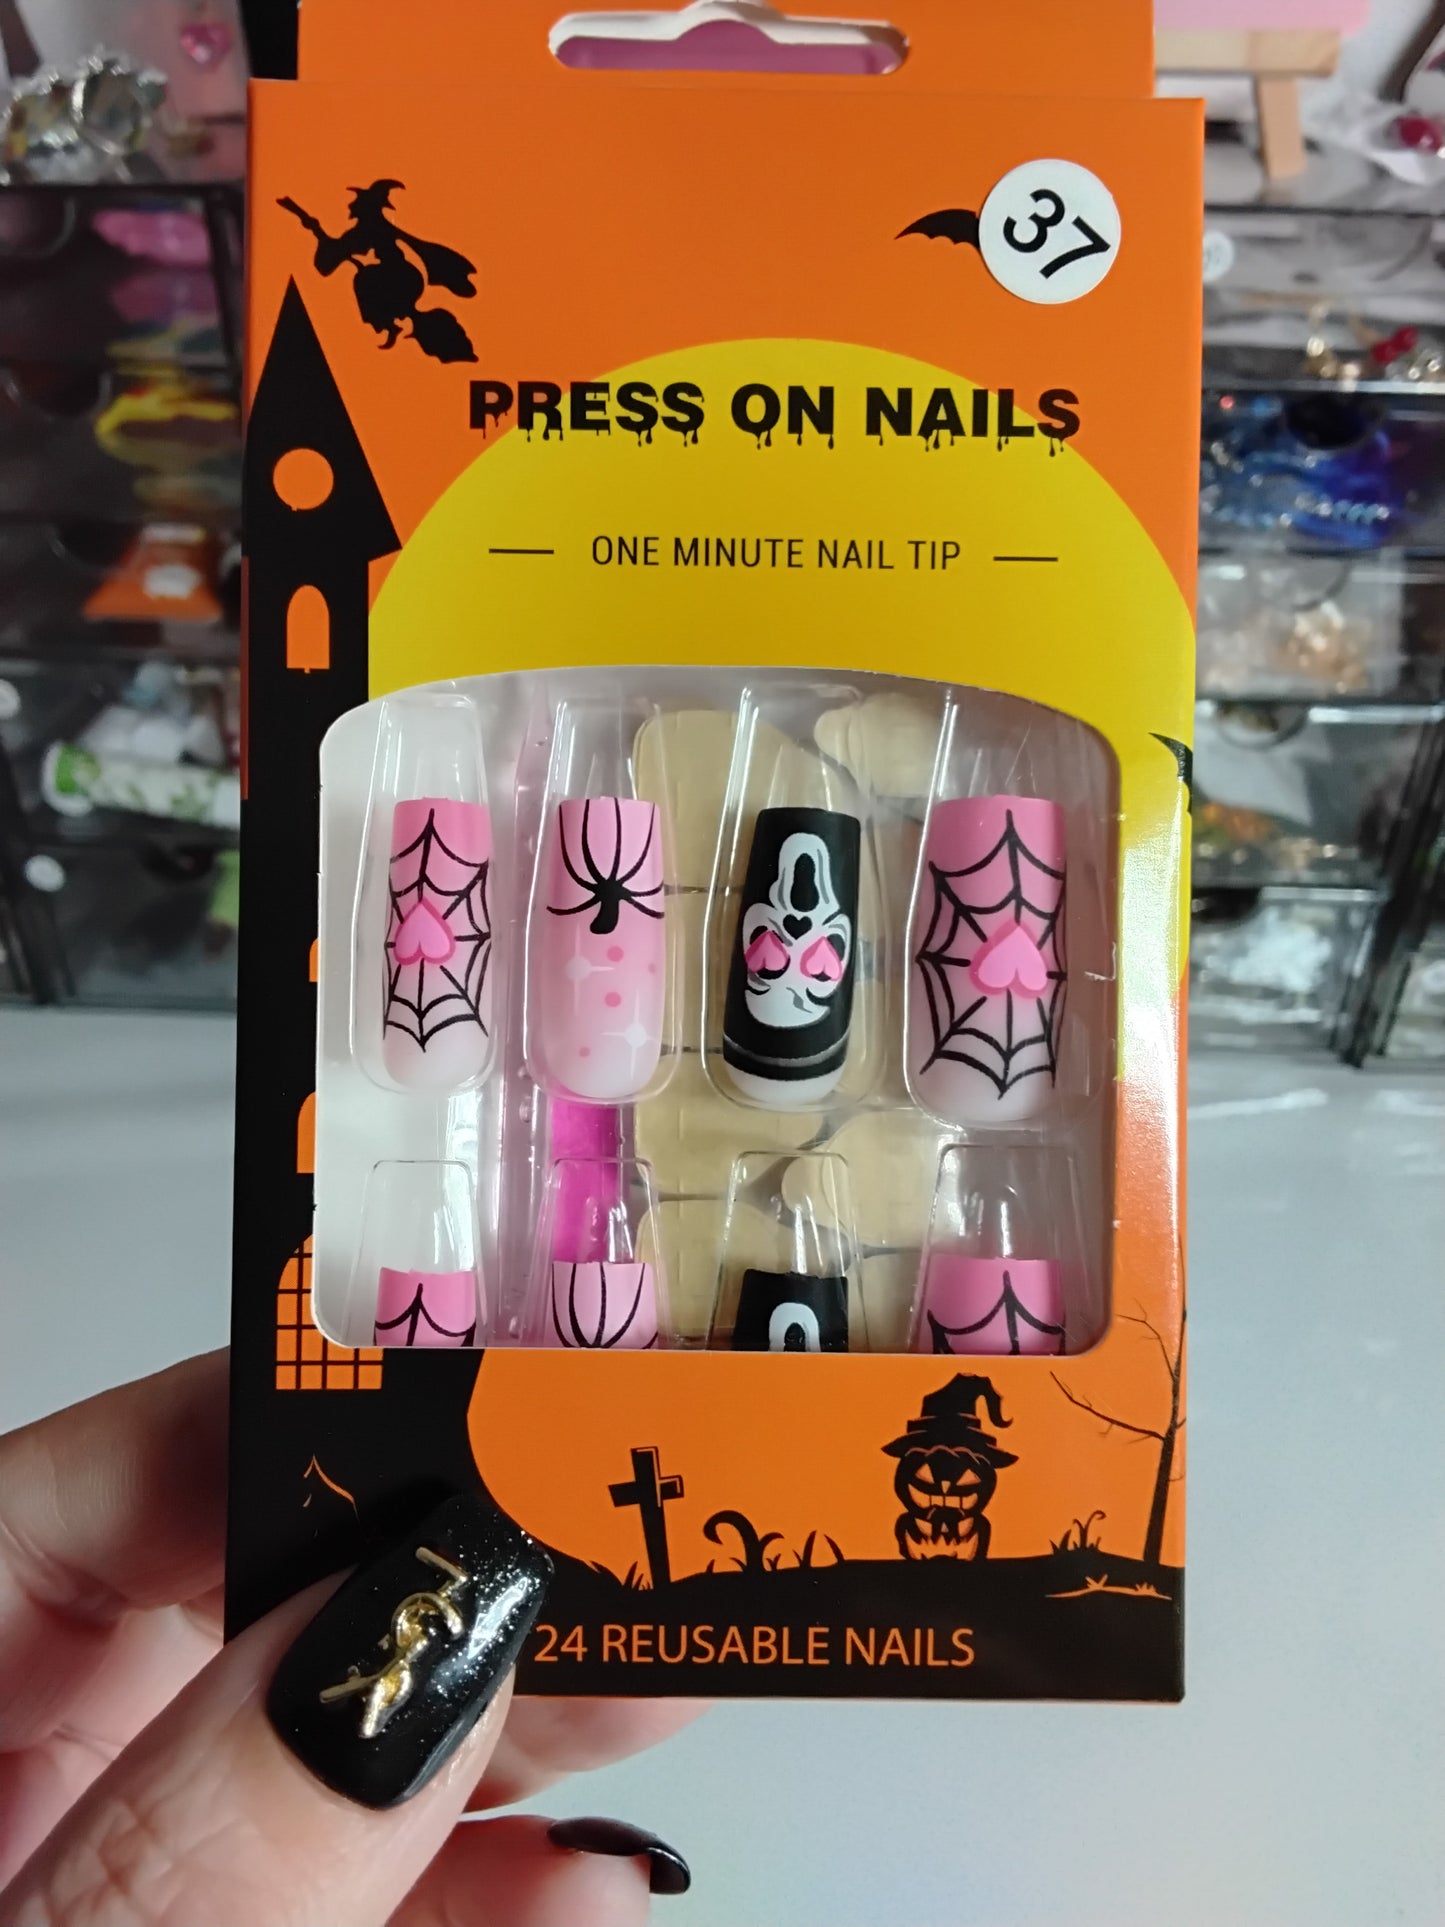 37
PRESS ON NAILS
ONE MINUTE NAIL TIP
24 REUSABLE NAILS